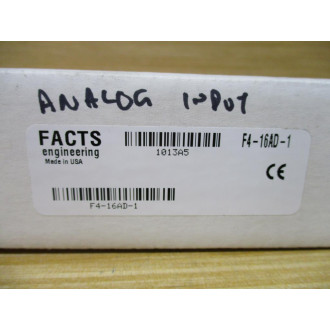 ANALOG INPUT
FACTS F4-16AD-1
engineering 1013A5
Made in USA
CE
F4-16AD-1